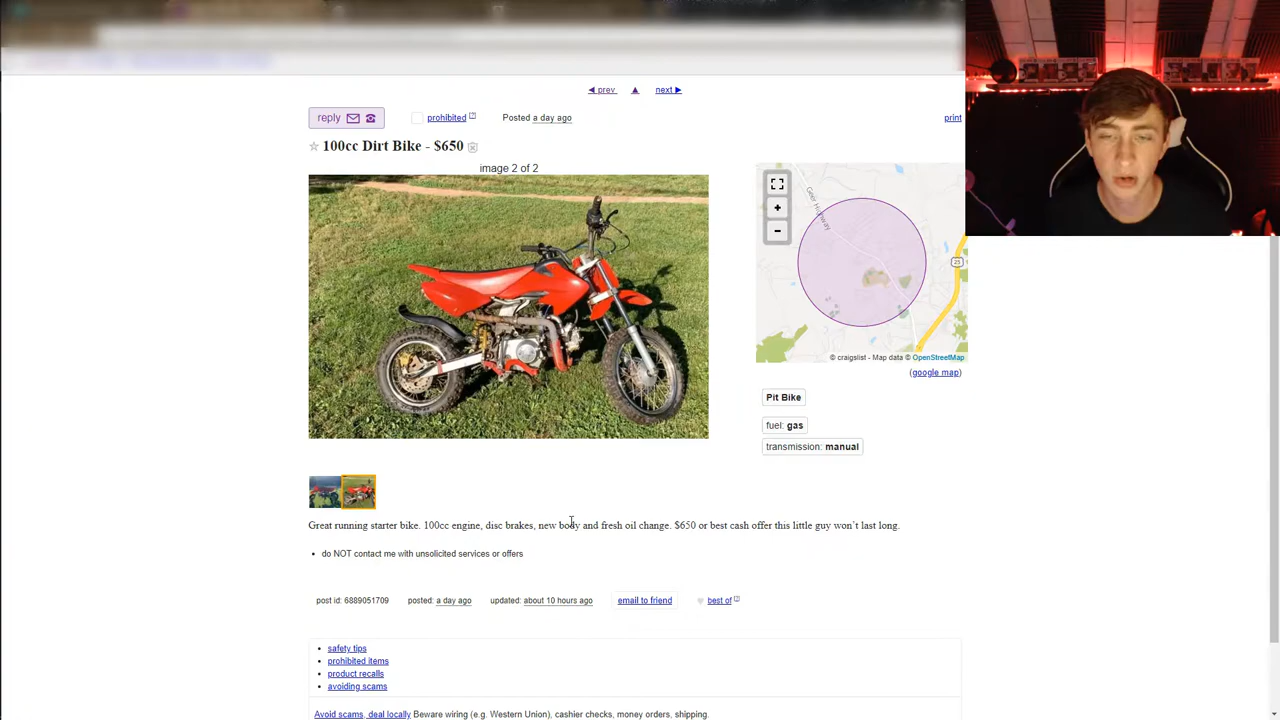 ◀ prev ▲ next ▶
reply prohibited [?] Posted a day ago print
☆ 100cc Dirt Bike - $650
image 2 of 2
+
−
Geer Highway
25
© craigslist - Map data © OpenStreetMap
(google map)
Pit Bike
fuel: gas
transmission: manual
Great running starter bike. 100cc engine, disc brakes, new body and fresh oil change. $650 or best cash offer this little guy won't last long.
• do NOT contact me with unsolicited services or offers
post id: 6889051709 posted: a day ago updated: about 10 hours ago email to friend ♥ best of [?]
• safety tips
• prohibited items
• product recalls
• avoiding scams
Avoid scams, deal locally Beware wiring (e.g. Western Union), cashier checks, money orders, shipping.